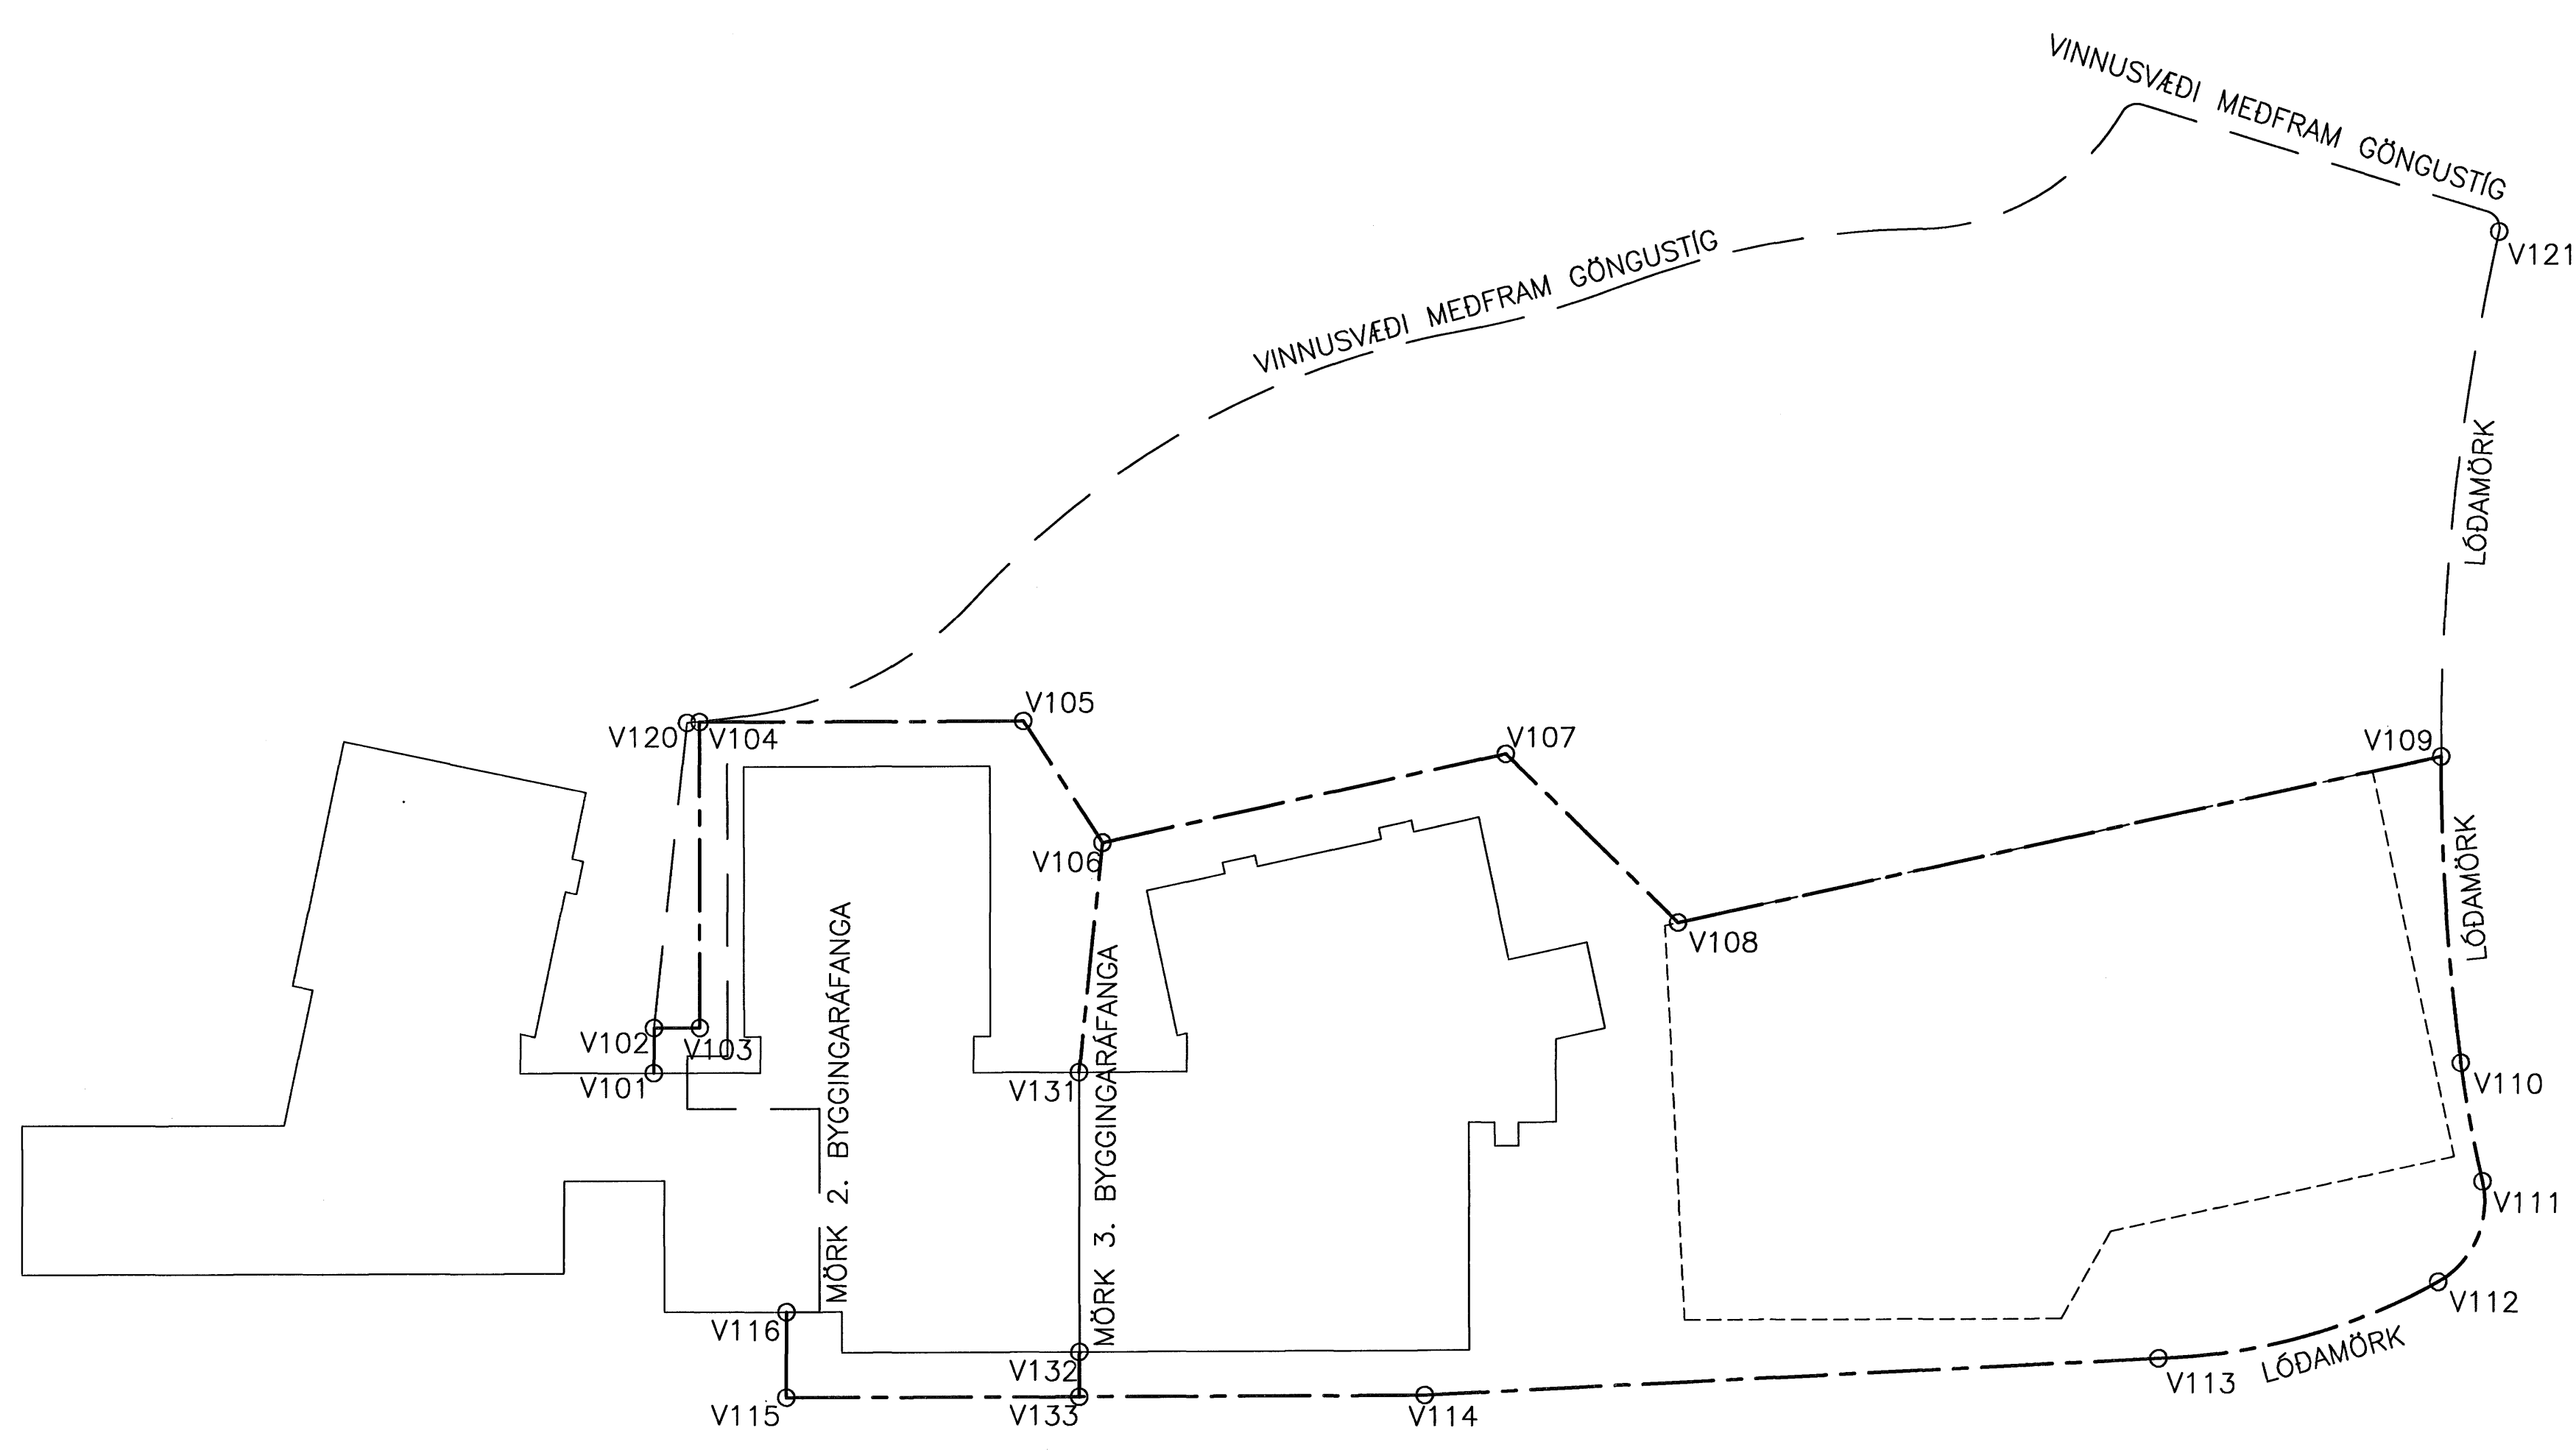 VINNUSVÆÐI MEÐFRAM GÖNGUSTÍG
V121
VINNUSVÆÐI MEÐFRAM GÖNGUSTÍG
LÓÐAMÖRK
V105
V120
V104
V107
V109
V106
V108
LÓÐAMÖRK
MÖRK 2. BYGGINGARÁFANGA
MÖRK 3. BYGGINGARÁFANGA
V102
V103
V101
V131
V110
V111
V112
V116
V132
LÓÐAMÖRK
V113
V115
V133
V114